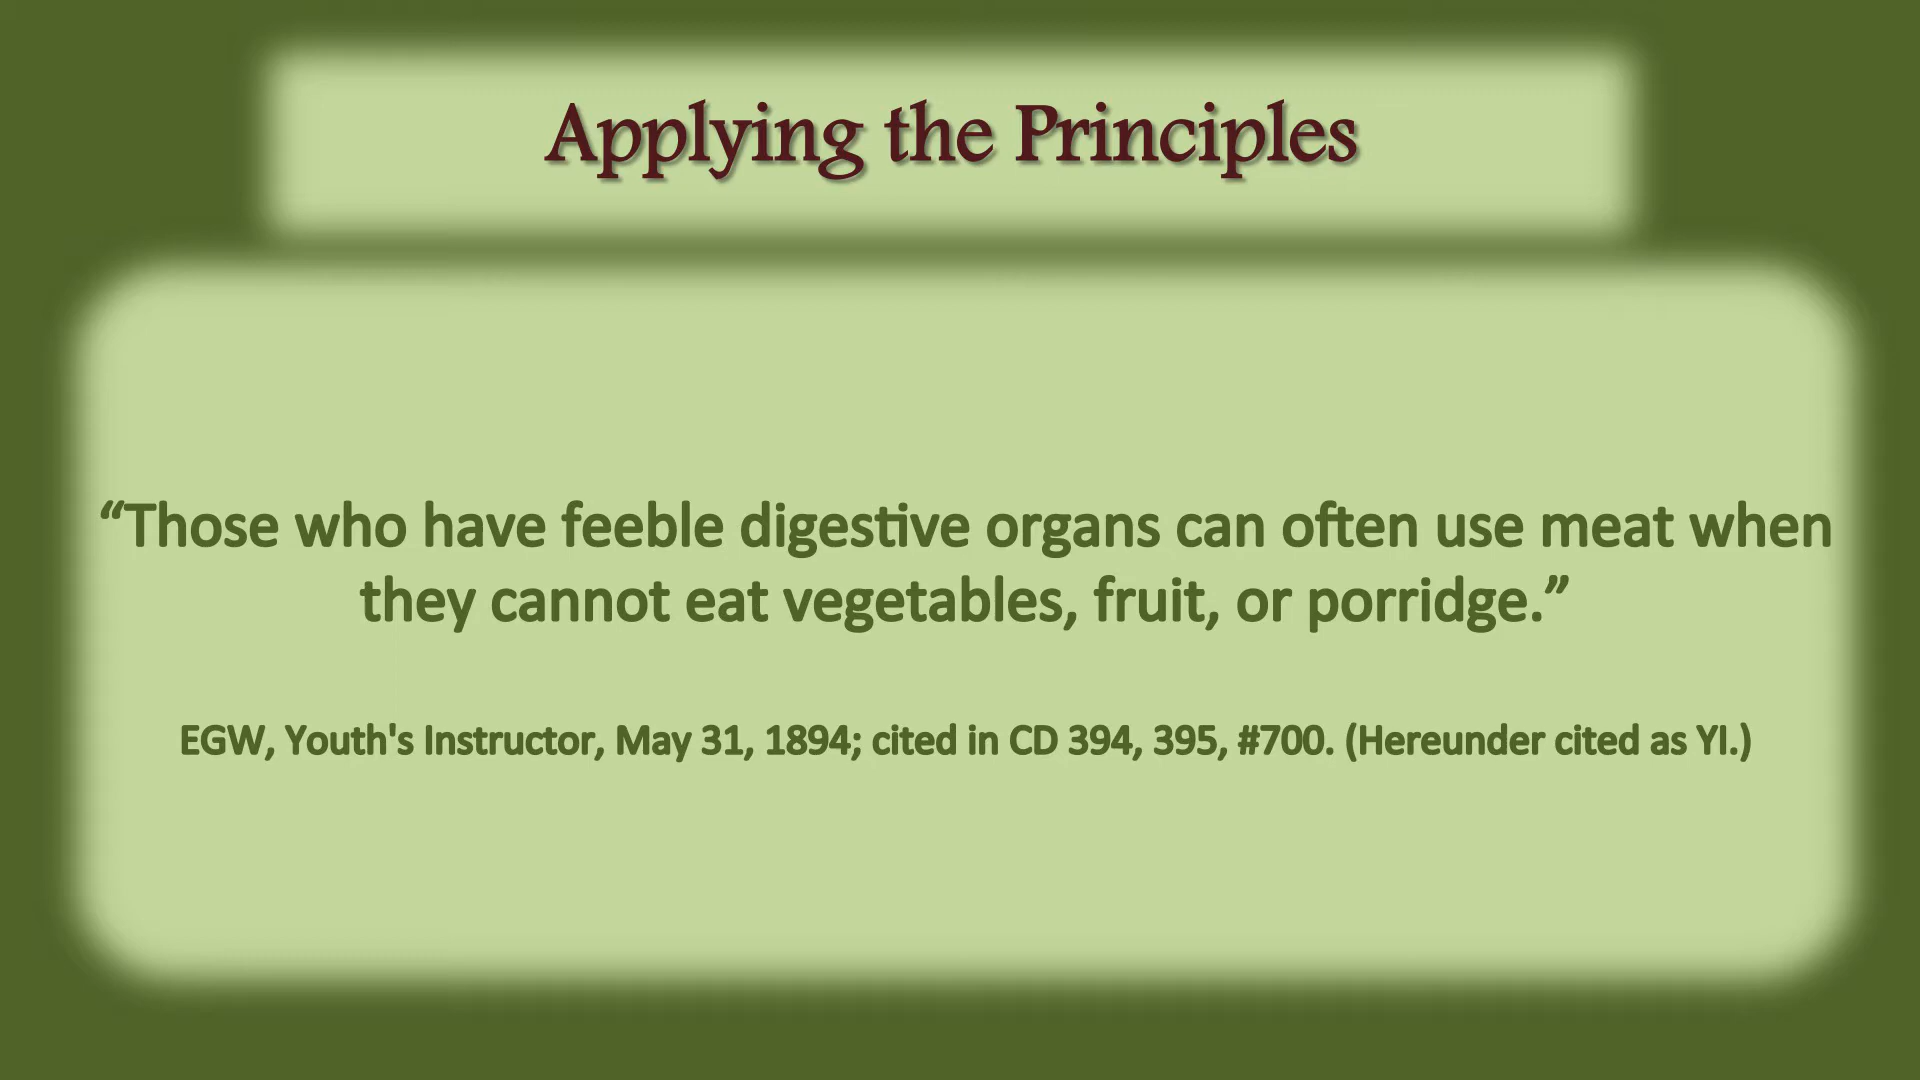 Applying the Principles
“Those who have feeble digestive organs can often use meat when
they cannot eat vegetables, fruit, or porridge.”
EGW, Youth's Instructor, May 31, 1894; cited in CD 394, 395, #700. (Hereunder cited as YI.)